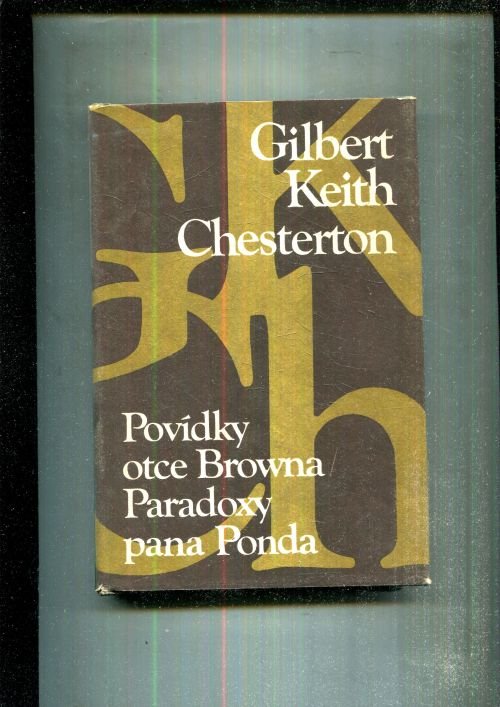 Gilbert
Keith
Chesterton
Povídky
otce Browna
Paradoxy
pana Ponda